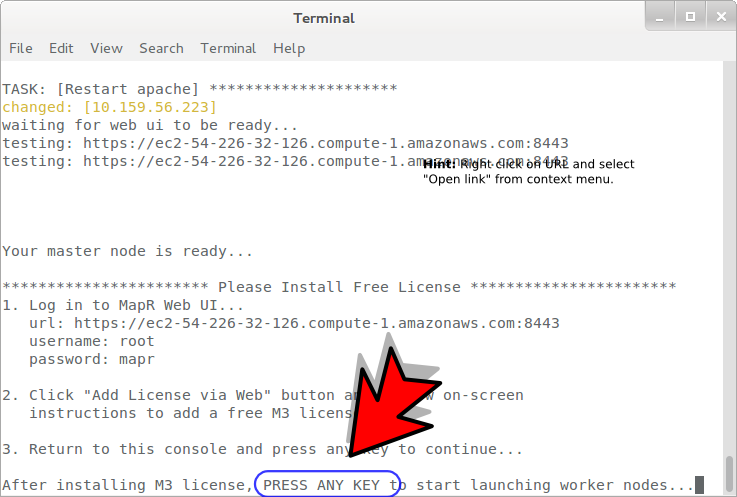 Terminal
File Edit View Search Terminal Help
TASK: [Restart apache] *********************
changed: [10.159.56.223]
waiting for web ui to be ready...
testing: https://ec2-54-226-32-126.compute-1.amazonaws.com:8443
testing: https://ec2-54-226-32-126.compute-1.amazonaws.com:8443
Hint: Right-click on URL and select
"Open link" from context menu.
Your master node is ready...
*********************** Please Install Free License ***********************
1. Log in to MapR Web UI...
url: https://ec2-54-226-32-126.compute-1.amazonaws.com:8443
username: root
password: mapr
2. Click "Add License via Web" button on-screen
instructions to add a free M3
3. Return to this console and press any key to continue...
After installing M3 license, PRESS ANY KEY to start launching worker nodes...